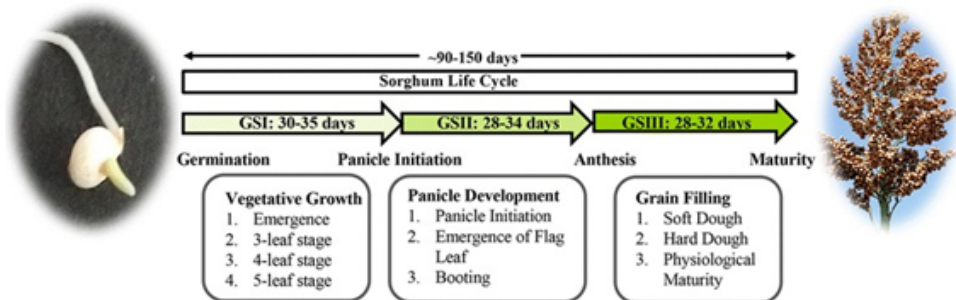 ~90-150 days
Sorghum Life Cycle
GSI: 30-35 days
GSII: 28-34 days
GSIII: 28-32 days
Germination
Panicle Initiation
Anthesis
Maturity
Vegetative Growth
1. Emergence
2. 3-leaf stage
3. 4-leaf stage
4. 5-leaf stage
Panicle Development
1. Panicle Initiation
2. Emergence of Flag
Leaf
3. Booting
Grain Filling
1. Soft Dough
2. Hard Dough
3. Physiological
Maturity